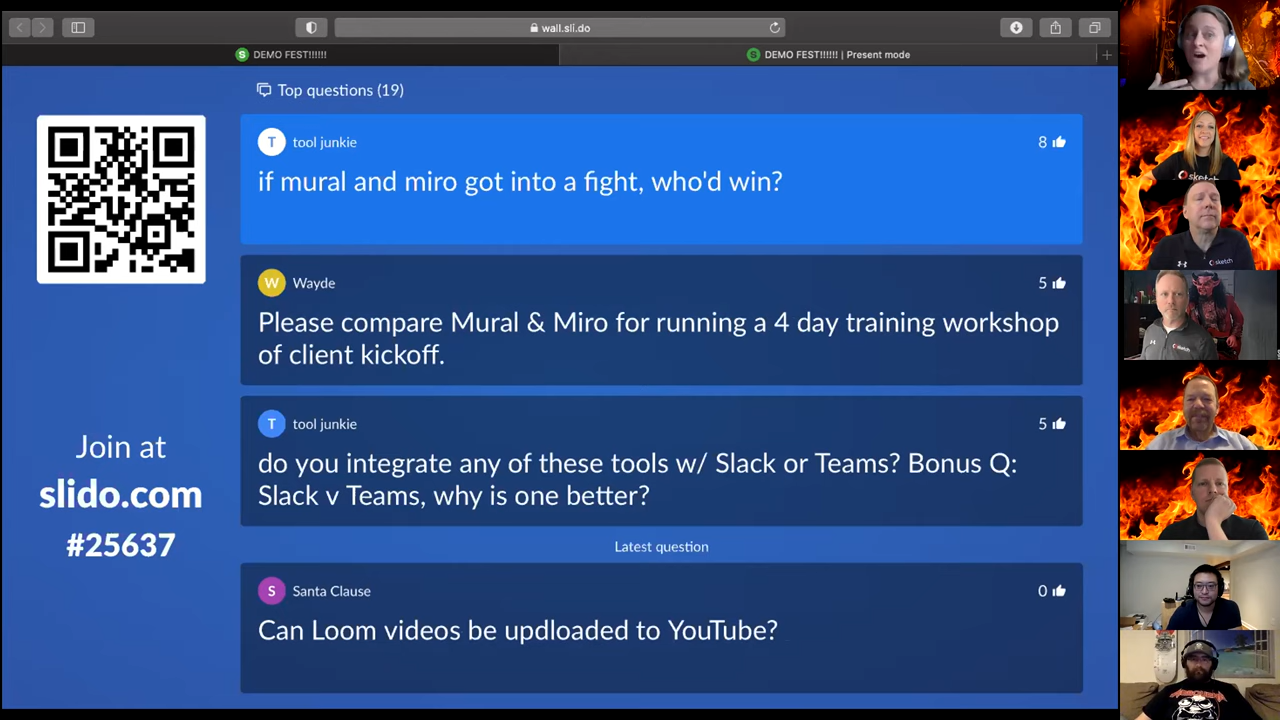 wall.sli.do
DEMO FEST!!!!!!
DEMO FEST!!!!!! | Present mode
Top questions (19)
T tool junkie 8
if mural and miro got into a fight, who'd win?
W Wayde 5
Please compare Mural & Miro for running a 4 day training workshop
of client kickoff.
T tool junkie 5
do you integrate any of these tools w/ Slack or Teams? Bonus Q:
Slack v Teams, why is one better?
Latest question
S Santa Clause 0
Can Loom videos be updloaded to YouTube?
Join at
slido.com
#25637
sketch
sketch
sketch